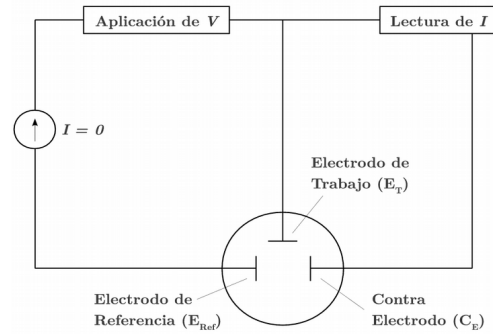 Aplicación de V
Lectura de I
I = 0
Electrodo de
Trabajo (E_T)
Electrodo de
Referencia (E_Ref)
Contra
Electrodo (C_E)